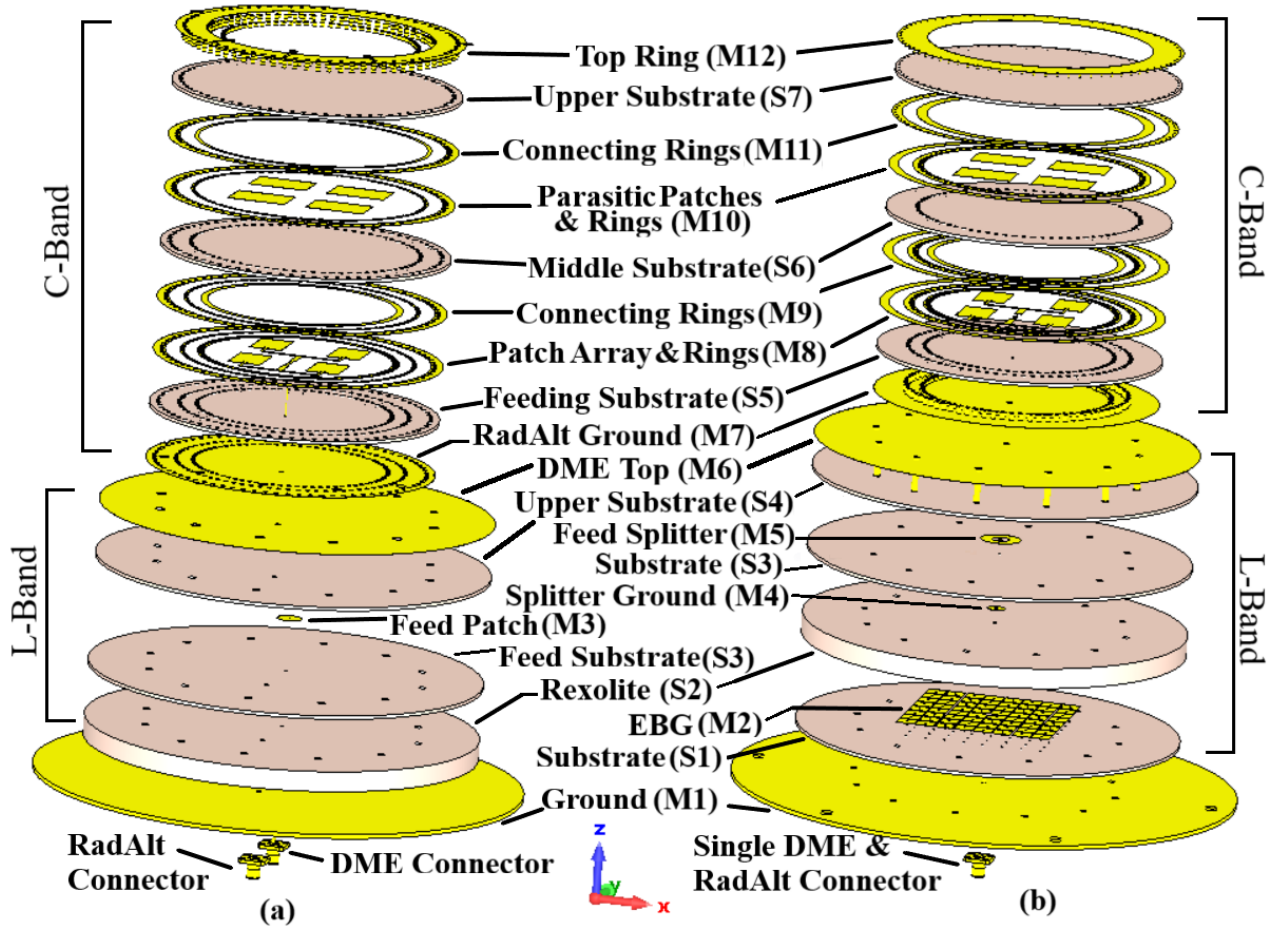 Top Ring (M12)
Upper Substrate (S7)
Connecting Rings (M11)
Parasitic Patches
& Rings (M10)
Middle Substrate (S6)
Connecting Rings (M9)
Patch Array & Rings (M8)
Feeding Substrate (S5)
RadAlt Ground (M7)
DME Top (M6)
Upper Substrate (S4)
Feed Splitter (M5)
Substrate (S3)
Splitter Ground (M4)
Feed Patch (M3)
Feed Substrate (S3)
Rexolite (S2)
EBG (M2)
Substrate (S1)
Ground (M1)
C-Band
L-Band
C-Band
L-Band
RadAlt
Connector
DME Connector
Single DME &
RadAlt Connector
z
y
x
(a)
(b)